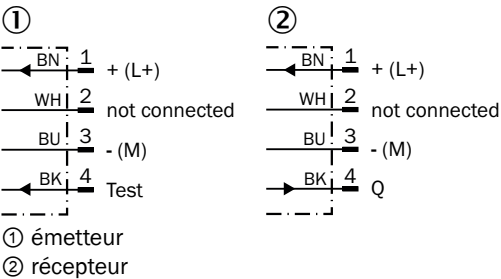 ① ②
BN 1 + (L+) BN 1 + (L+)
WH 2 not connected WH 2 not connected
BU 3 - (M) BU 3 - (M)
BK 4 Test BK 4 Q
① émetteur
② récepteur